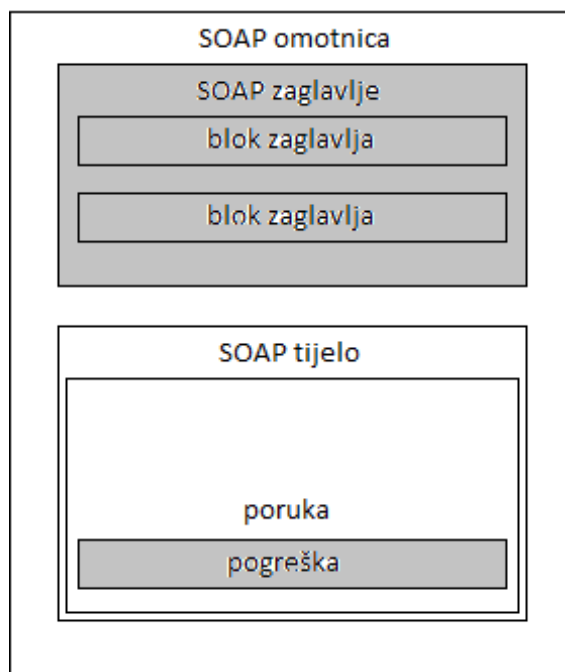 SOAP omotnica
SOAP zaglavlje
blok zaglavlja
blok zaglavlja
SOAP tijelo
poruka
pogreška